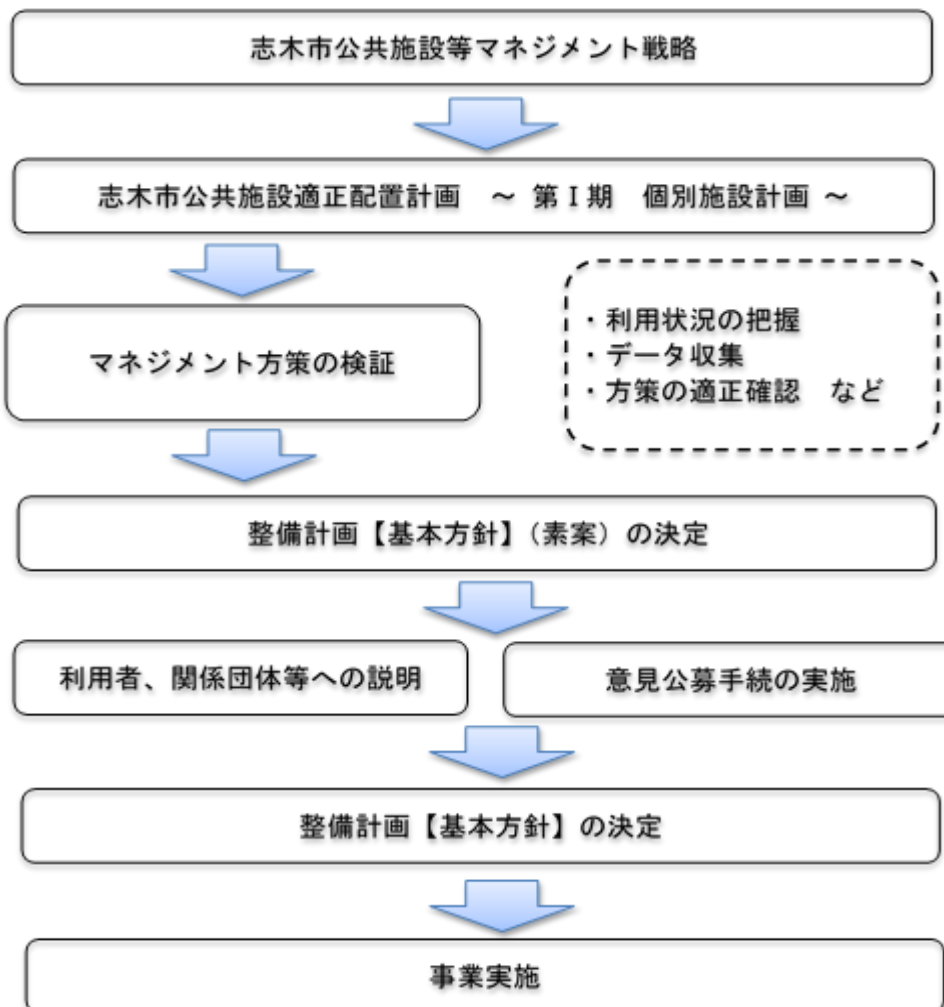 志木市公共施設等マネジメント戦略
志木市公共施設適正配置計画　～ 第Ⅰ期　個別施設計画 ～
マネジメント方策の検証
・利用状況の把握
・データ収集
・方策の適正確認　など
整備計画【基本方針】（素案）の決定
利用者、関係団体等への説明
意見公募手続の実施
整備計画【基本方針】の決定
事業実施